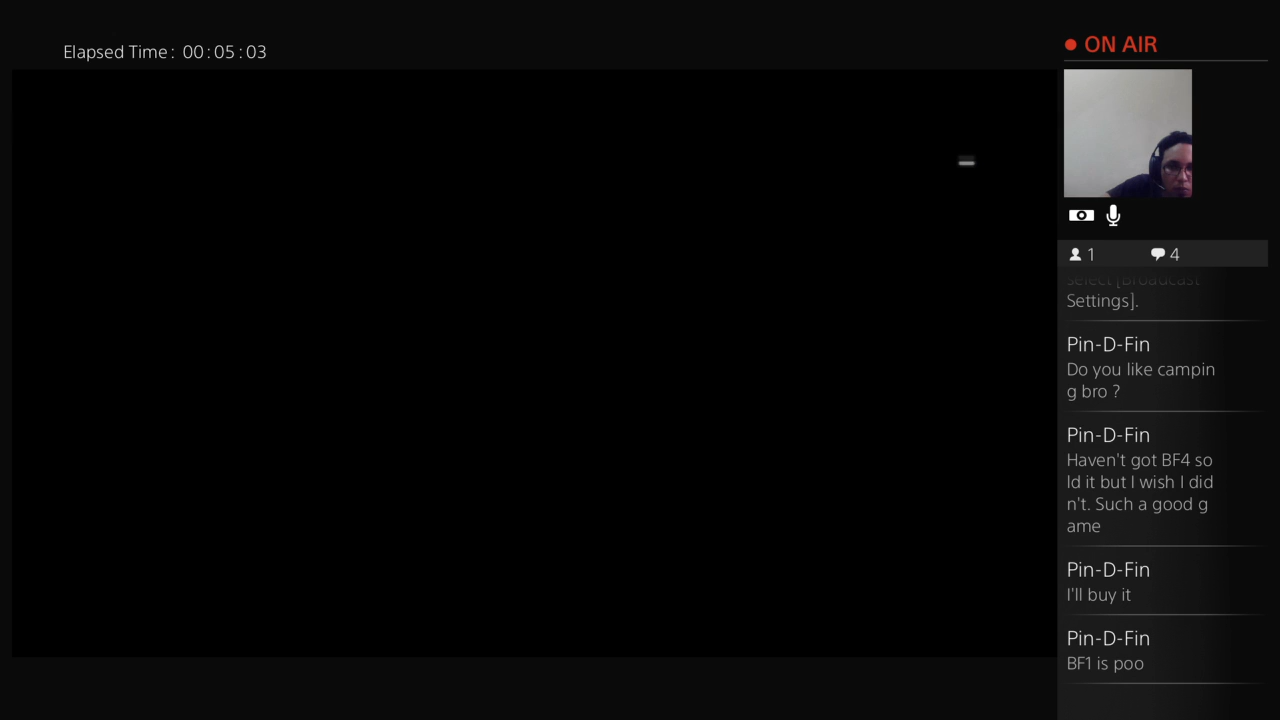 Elapsed Time: 00:05:03
ON AIR
1 4
select [Broadcast
Settings].
Pin-D-Fin
Do you like campin
g bro ?
Pin-D-Fin
Haven't got BF4 so
ld it but I wish I did
n't. Such a good g
ame
Pin-D-Fin
I'll buy it
Pin-D-Fin
BF1 is poo